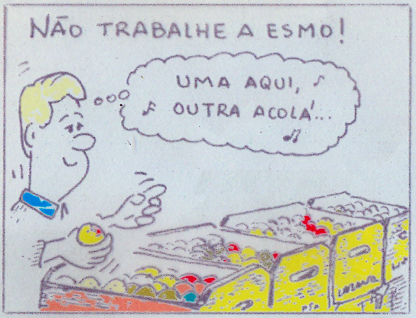 NÃO TRABALHE A ESMO!
UMA AQUI,
OUTRA ACOLÁ...